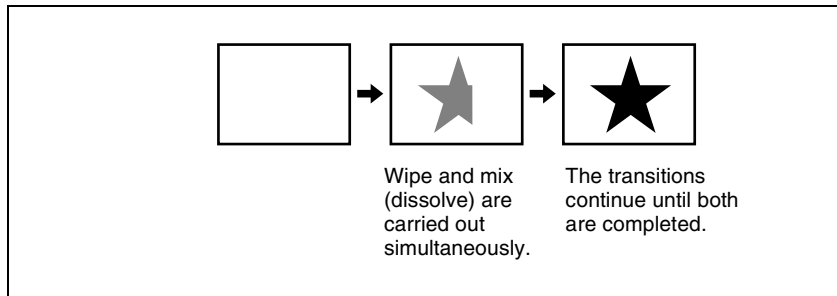 Wipe and mix
(dissolve) are
carried out
simultaneously.
The transitions
continue until both
are completed.